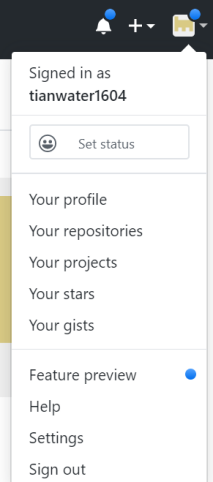 Signed in as
tianwater1604
Set status
Your profile
Your repositories
Your projects
Your stars
Your gists
Feature preview
Help
Settings
Sign out